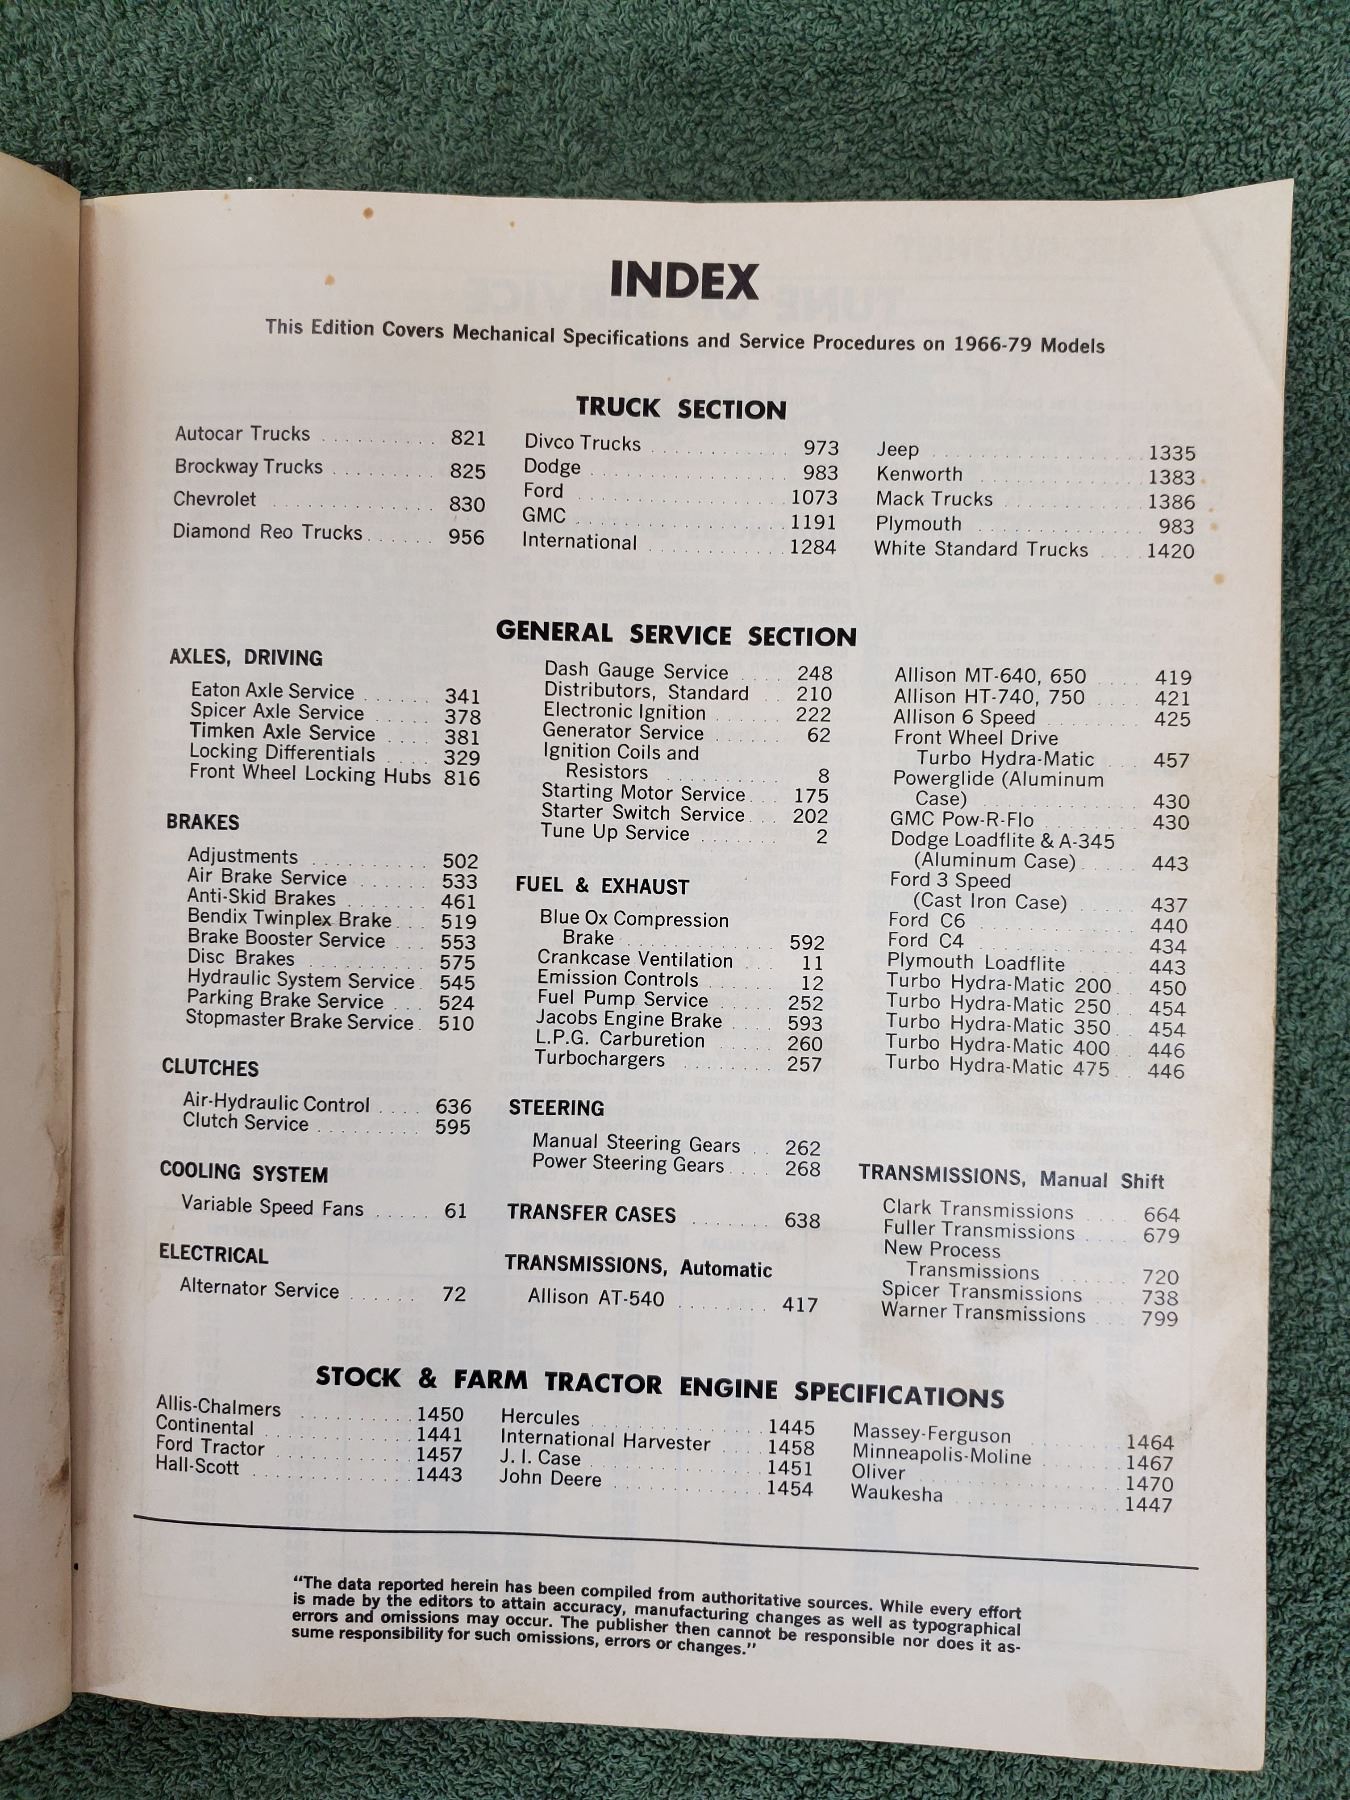 INDEX
This Edition Covers Mechanical Specifications and Service Procedures on 1966-79 Models
TRUCK SECTION
Autocar Trucks . . . . . . . . . . 821
Brockway Trucks . . . . . . . . . 825
Chevrolet . . . . . . . . . . . . 830
Diamond Reo Trucks . . . . . . 956
Divco Trucks . . . . . . . . . . . 973
Dodge . . . . . . . . . . . . . . . 983
Ford . . . . . . . . . . . . . . . . 1073
GMC . . . . . . . . . . . . . . . . 1191
International . . . . . . . . . . . 1284
Jeep . . . . . . . . . . . . . . . . 1335
Kenworth . . . . . . . . . . . . . 1383
Mack Trucks . . . . . . . . . . . 1386
Plymouth . . . . . . . . . . . . . 983
White Standard Trucks . . . . 1420
GENERAL SERVICE SECTION
AXLES, DRIVING
Eaton Axle Service . . . . . . 341
Spicer Axle Service . . . . . 378
Timken Axle Service . . . . 381
Locking Differentials . . . . 329
Front Wheel Locking Hubs 816
BRAKES
Adjustments . . . . . . . . . . 502
Air Brake Service . . . . . . 533
Anti-Skid Brakes . . . . . . . 461
Bendix Twinplex Brake . . . 519
Brake Booster Service . . . 553
Disc Brakes . . . . . . . . . . 575
Hydraulic System Service . 545
Parking Brake Service . . . 524
Stopmaster Brake Service . 510
CLUTCHES
Air-Hydraulic Control . . . . 636
Clutch Service . . . . . . . . . 595
COOLING SYSTEM
Variable Speed Fans . . . . . 61
ELECTRICAL
Alternator Service . . . . . . 72
Dash Gauge Service . . . . 248
Distributors, Standard . . 210
Electronic Ignition . . . . . . 222
Generator Service . . . . . . 62
Ignition Coils and
Resistors . . . . . . . . . . 8
Starting Motor Service . . . 175
Starter Switch Service . . . 202
Tune Up Service . . . . . . . 2
FUEL & EXHAUST
Blue Ox Compression
Brake . . . . . . . . . . . . 592
Crankcase Ventilation . . . 11
Emission Controls . . . . . . 12
Fuel Pump Service . . . . . 252
Jacobs Engine Brake . . . . 593
L.P.G. Carburetion . . . . . 260
Turbochargers . . . . . . . . 257
STEERING
Manual Steering Gears . . 262
Power Steering Gears . . . 268
TRANSFER CASES . . . . . . . 638
TRANSMISSIONS, Automatic
Allison AT-540 . . . . . . . . 417
Allison MT-640, 650 . . . . 419
Allison HT-740, 750 . . . . 421
Allison 6 Speed . . . . . . . 425
Front Wheel Drive
Turbo Hydra-Matic . . . 457
Powerglide (Aluminum
Case) . . . . . . . . . . . . . 430
GMC Pow-R-Flo . . . . . . . 430
Dodge Loadflite & A-345
(Aluminum Case) . . . . . 443
Ford 3 Speed
(Cast Iron Case) . . . . . 437
Ford C6 . . . . . . . . . . . . 440
Ford C4 . . . . . . . . . . . . 434
Plymouth Loadflite . . . . . 443
Turbo Hydra-Matic 200 . . 450
Turbo Hydra-Matic 250 . . 454
Turbo Hydra-Matic 350 . . 454
Turbo Hydra-Matic 400 . . 446
Turbo Hydra-Matic 475 . . 446
TRANSMISSIONS, Manual Shift
Clark Transmissions . . . . 664
Fuller Transmissions . . . . 679
New Process
Transmissions . . . . . . 720
Spicer Transmissions . . . 738
Warner Transmissions . . . 799
STOCK & FARM TRACTOR ENGINE SPECIFICATIONS
Allis-Chalmers . . . . . . . . . . 1450
Continental . . . . . . . . . . . . 1441
Ford Tractor . . . . . . . . . . . 1457
Hall-Scott . . . . . . . . . . . . . 1443
Hercules . . . . . . . . . . . . . 1445
International Harvester . . . . 1458
J. I. Case . . . . . . . . . . . . . 1451
John Deere . . . . . . . . . . . 1454
Massey-Ferguson . . . . . . . 1464
Minneapolis-Moline . . . . . . 1467
Oliver . . . . . . . . . . . . . . . 1470
Waukesha . . . . . . . . . . . . 1447
"The data reported herein has been compiled from authoritative sources. While every effort
is made by the editors to attain accuracy, manufacturing changes as well as typographical
errors and omissions may occur. The publisher then cannot be responsible nor does it as-
sume responsibility for such omissions, errors or changes."